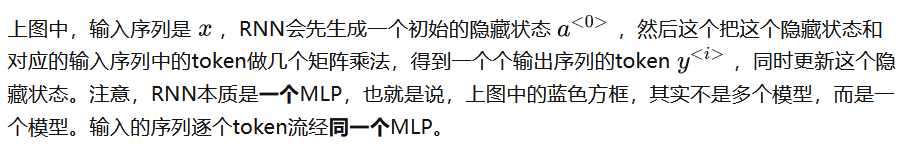 上图中，输入序列是 x ，RNN会先生成一个初始的隐藏状态 a^{<0>} ，然后这个把这个隐藏状态和
对应的输入序列中的token做几个矩阵乘法，得到一个个输出序列的token y^{<i>} ，同时更新这个隐
藏状态。注意，RNN本质是一个MLP，也就是说，上图中的蓝色方框，其实不是多个模型，而是一
个模型。输入的序列逐个token流经同一个MLP。